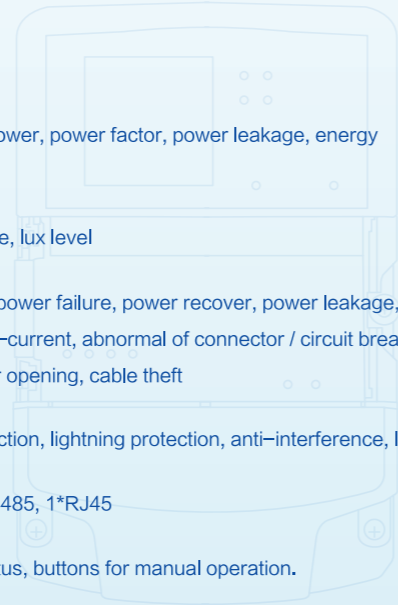 ower, power factor, power leakage, energy
e, lux level
power failure, power recover, power leakage,
-current, abnormal of connector / circuit brea
r opening, cable theft
ction, lightning protection, anti-interference, l
485, 1*RJ45
tus, buttons for manual operation.